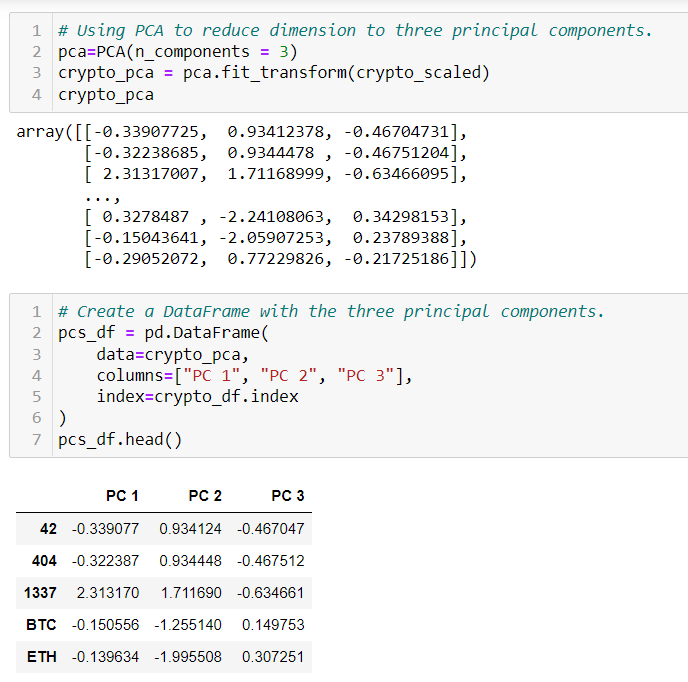 1 # Using PCA to reduce dimension to three principal components.
2 pca=PCA(n_components = 3)
3 crypto_pca = pca.fit_transform(crypto_scaled)
4 crypto_pca
array([[-0.33907725,  0.93412378, -0.46704731],
       [-0.32238685,  0.9344478 , -0.46751204],
       [ 2.31317007,  1.71168999, -0.63466095],
       ...,
       [ 0.3278487 , -2.24108063,  0.34298153],
       [-0.15043641, -2.05907253,  0.23789388],
       [-0.29052072,  0.77229826, -0.21725186]])
1 # Create a DataFrame with the three principal components.
2 pcs_df = pd.DataFrame(
3     data=crypto_pca,
4     columns=["PC 1", "PC 2", "PC 3"],
5     index=crypto_df.index
6 )
7 pcs_df.head()
PC 1 PC 2 PC 3
42 -0.339077 0.934124 -0.467047
404 -0.322387 0.934448 -0.467512
1337 2.313170 1.711690 -0.634661
BTC -0.150556 -1.255140 0.149753
ETH -0.139634 -1.995508 0.307251